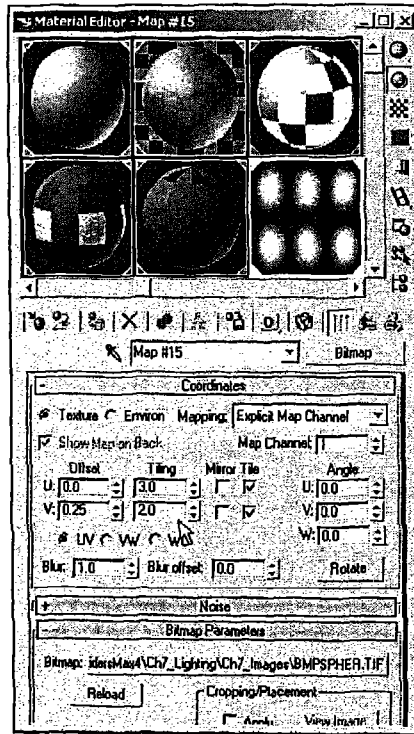 Material Editor - Map #15
Map #15 Bitmap
Coordinates
Texture Environ Mapping: Explicit Map Channel
Show Map on Back Map Channel: 1
Offset Tiling Mirror Tile Angle
U: 0.0 3.0 U: 0.0
V: 0.25 2.0 V: 0.0
UV VW W: 0.0
Blur: 1.0 Blur offset: 0.0 Rotate
+ Noise
- Bitmap Parameters
Bitmap: idersMax4\Ch7_Lighting\Ch7_Images\BMPSPHER.TIF
Reload Cropping/Placement
Apply View Image